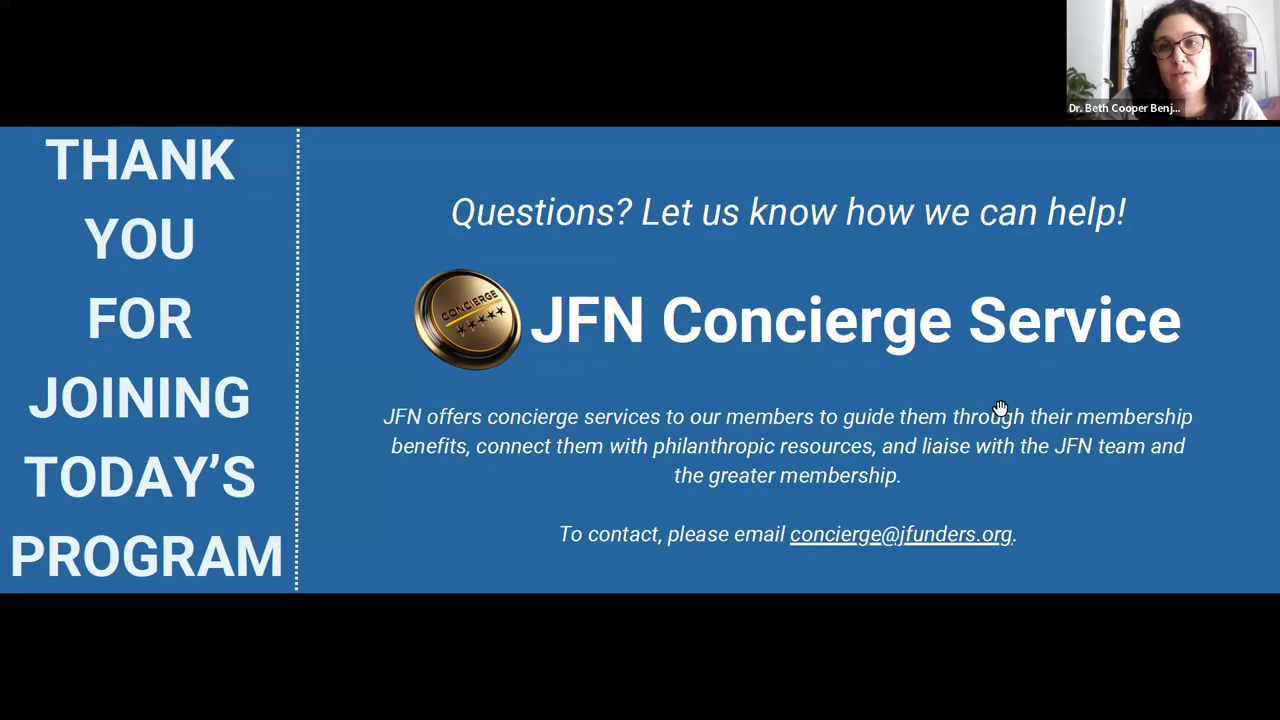 Dr. Beth Cooper Benj...
THANK
YOU
FOR
JOINING
TODAY’S
PROGRAM
Questions? Let us know how we can help!
CONCIERGE
JFN Concierge Service
JFN offers concierge services to our members to guide them through their membership
benefits, connect them with philanthropic resources, and liaise with the JFN team and
the greater membership.
To contact, please email concierge@jfunders.org.